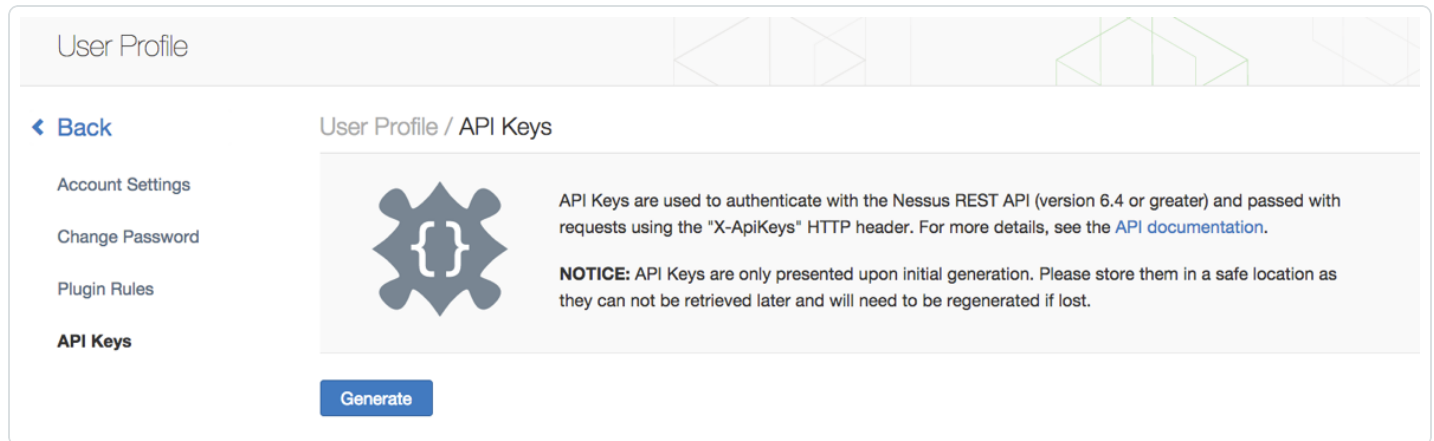 User Profile
Back
User Profile / API Keys
Account Settings
Change Password
Plugin Rules
API Keys
{}
API Keys are used to authenticate with the Nessus REST API (version 6.4 or greater) and passed with
requests using the "X-ApiKeys" HTTP header. For more details, see the API documentation.
NOTICE: API Keys are only presented upon initial generation. Please store them in a safe location as
they can not be retrieved later and will need to be regenerated if lost.
Generate